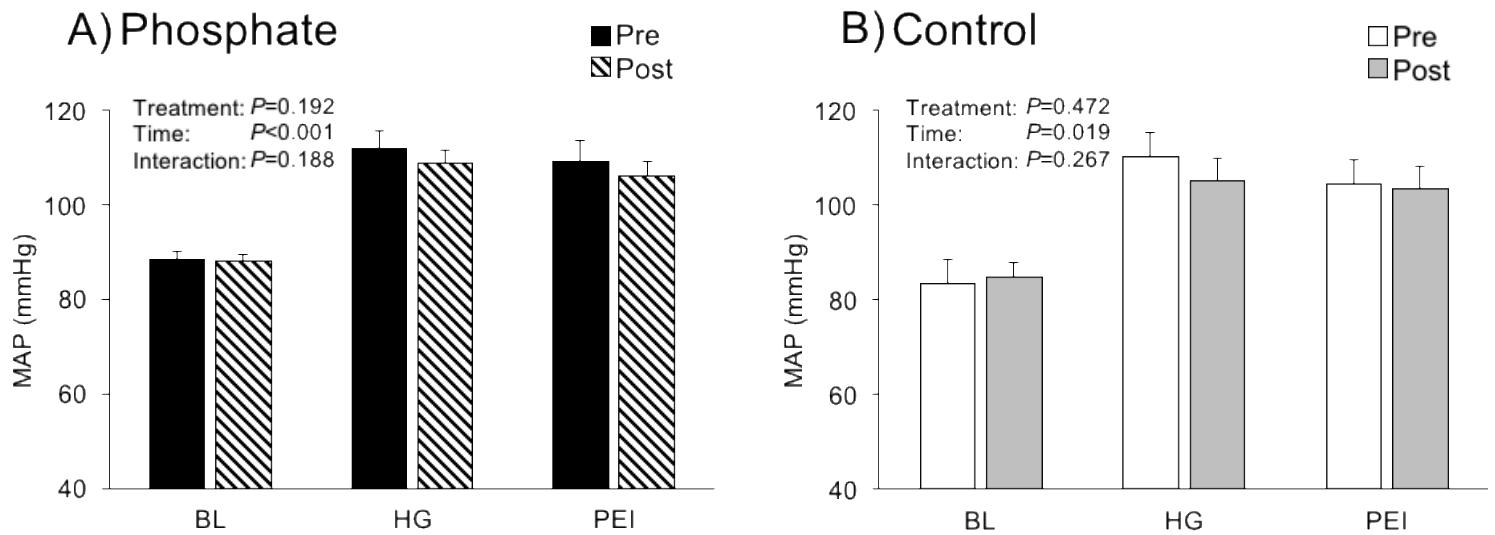 A) Phosphate
Pre
Post
Treatment: P=0.192
Time: P<0.001
Interaction: P=0.188
120
100
80
60
40
MAP (mmHg)
BL HG PEI
B) Control
Pre
Post
Treatment: P=0.472
Time: P=0.019
Interaction: P=0.267
120
100
80
60
40
MAP (mmHg)
BL HG PEI